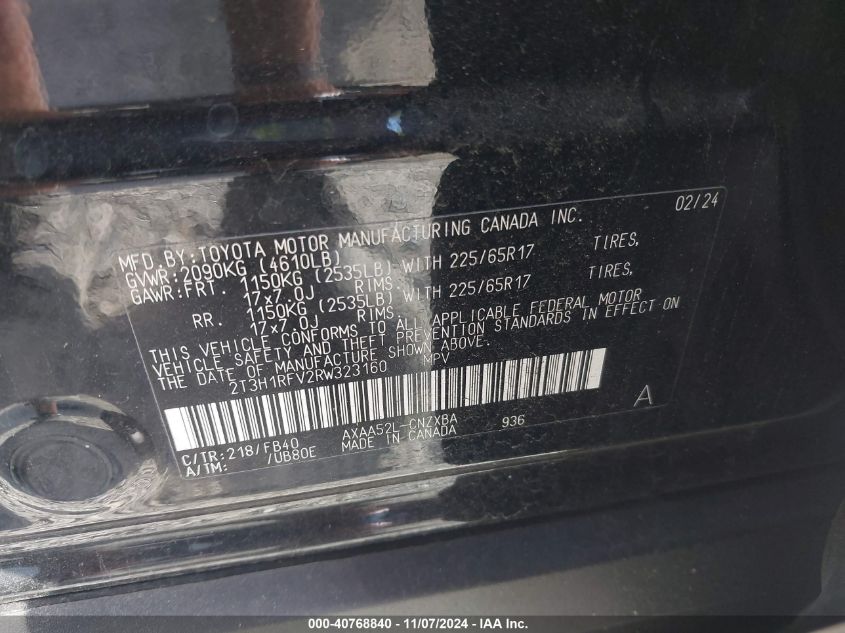 MFD. BY: TOYOTA MOTOR MANUFACTURING CANADA INC. 02/24
GVWR: 2090KG (4610LB)
GAWR: FRT. 1150KG (2535LB) WITH 225/65R17 TIRES,
17x7.0J RIMS.
RR. 1150KG (2535LB) WITH 225/65R17 TIRES,
17x7.0J RIMS.
THIS VEHICLE CONFORMS TO ALL APPLICABLE FEDERAL MOTOR
VEHICLE SAFETY AND THEFT PREVENTION STANDARDS IN EFFECT ON
THE DATE OF MANUFACTURE SHOWN ABOVE.
2T3H1RFV2RW323160 MPV
C/TR: 218/FB40 AXAA52L-CNZXBA 936 A
A/TM: /UB80E MADE IN CANADA
000-40768840 - 11/07/2024 - IAA Inc.